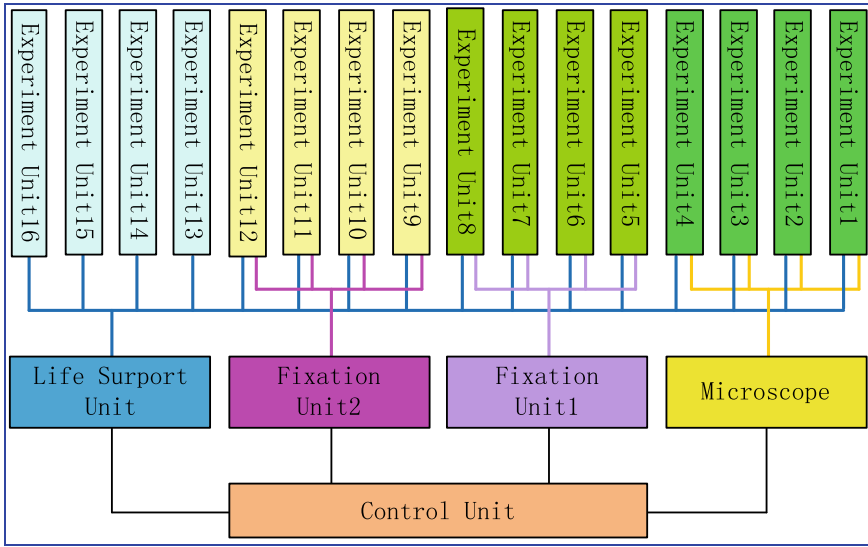 Experiment Unit16
Experiment Unit15
Experiment Unit14
Experiment Unit13
Experiment Unit12
Experiment Unit11
Experiment Unit10
Experiment Unit9
Experiment Unit8
Experiment Unit7
Experiment Unit6
Experiment Unit5
Experiment Unit4
Experiment Unit3
Experiment Unit2
Experiment Unit1
Life Surport
Unit
Fixation
Unit2
Fixation
Unit1
Microscope
Control Unit